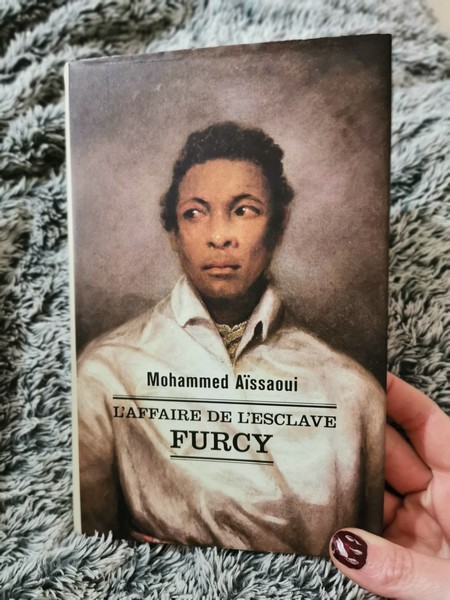 Mohammed Aïssaoui
L'AFFAIRE DE L'ESCLAVE
FURCY